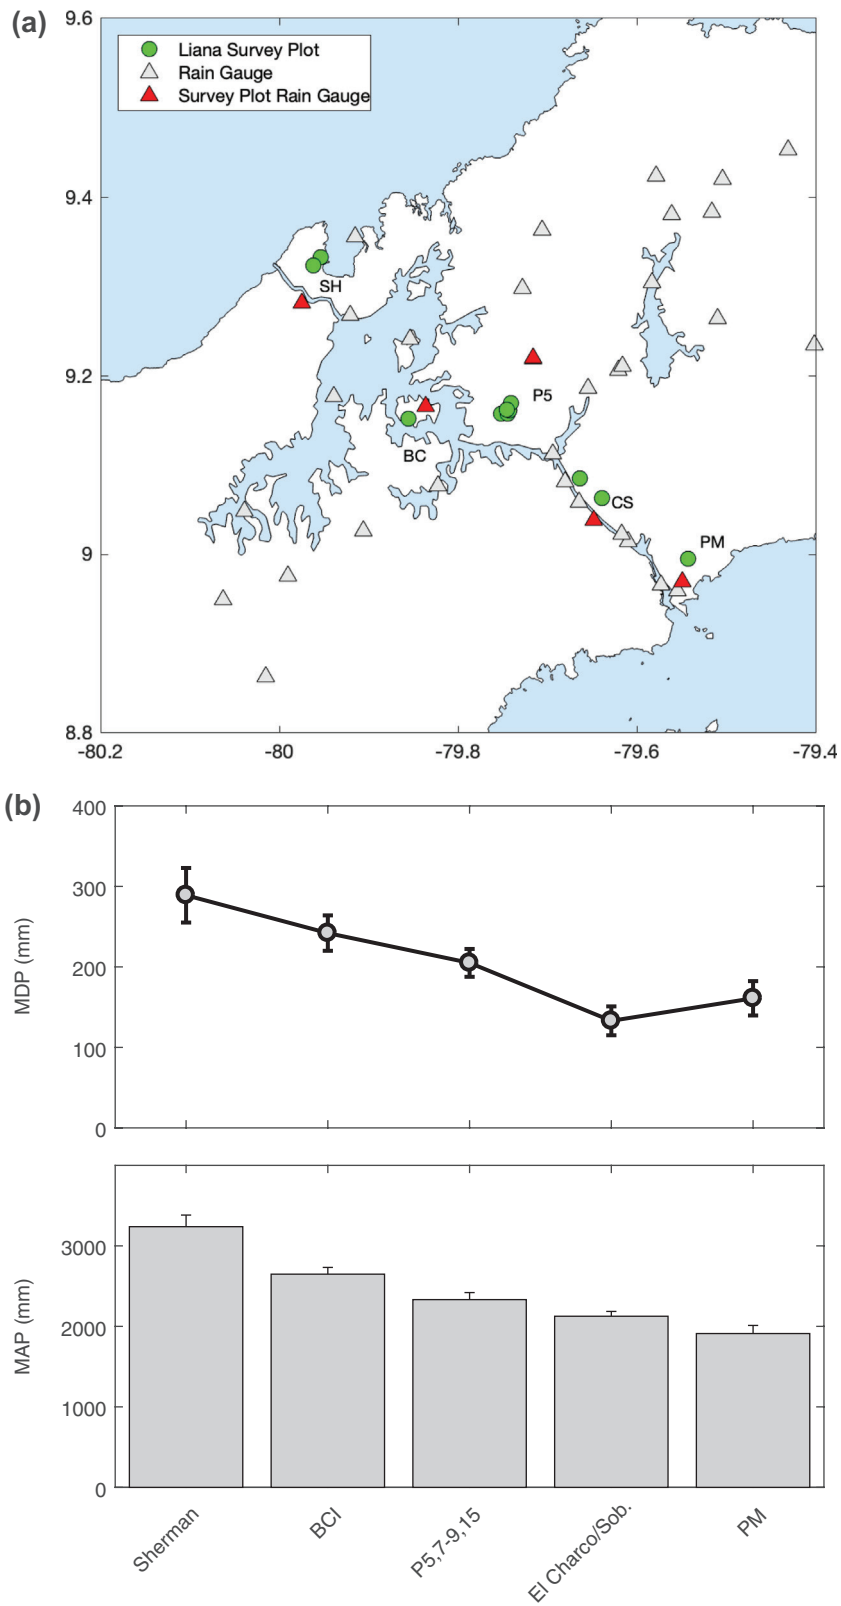 (a)
9.6
Liana Survey Plot
Rain Gauge
Survey Plot Rain Gauge
9.4
SH
9.2
P5
BC
CS
9
PM
8.8
-80.2 -80 -79.8 -79.6 -79.4
(b)
400
300
200
100
0
MDP (mm)
3000
2000
1000
0
MAP (mm)
Sherman
BCI
P5,7-9,15
El Charco/Sob.
PM